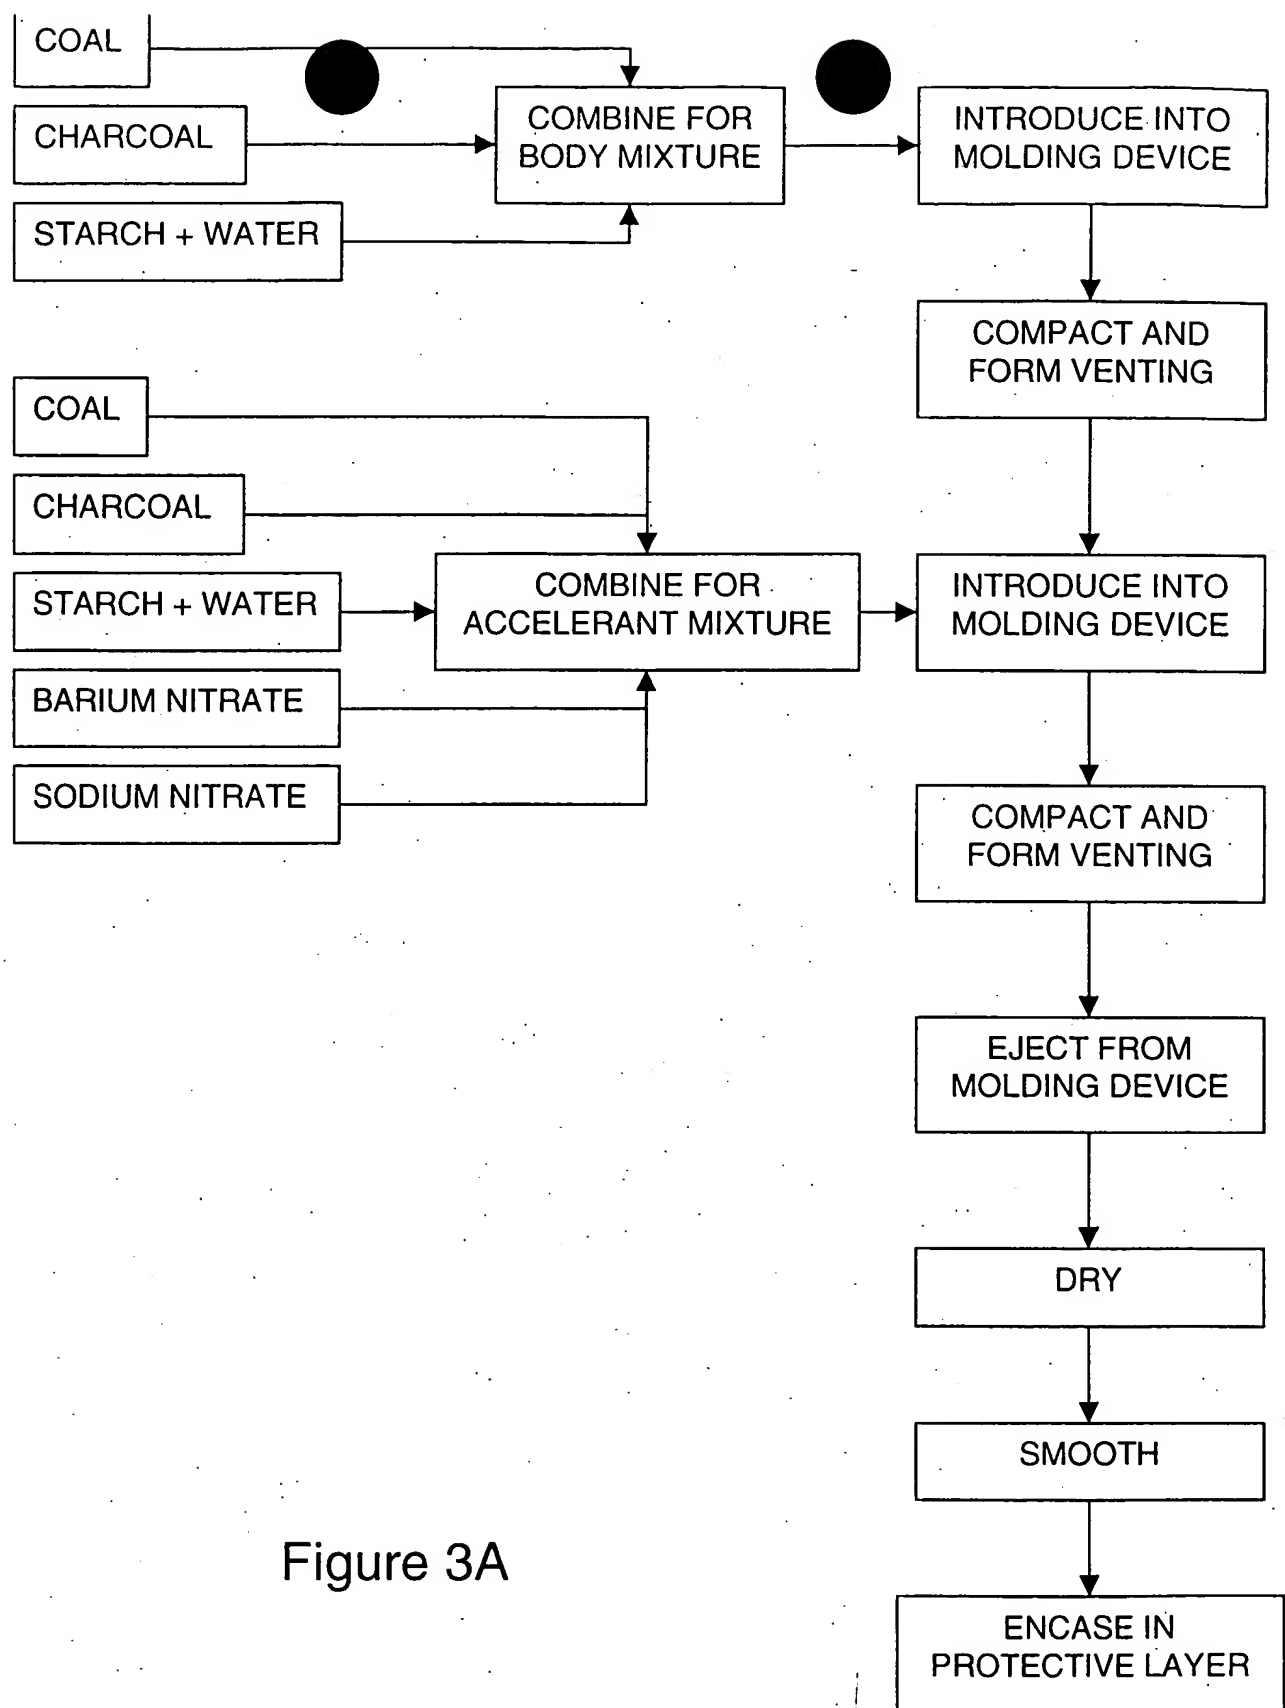 COAL
CHARCOAL
STARCH + WATER
COMBINE FOR
BODY MIXTURE
INTRODUCE INTO
MOLDING DEVICE
COMPACT AND
FORM VENTING
COAL
CHARCOAL
STARCH + WATER
BARIUM NITRATE
SODIUM NITRATE
COMBINE FOR
ACCELERANT MIXTURE
INTRODUCE INTO
MOLDING DEVICE
COMPACT AND
FORM VENTING
EJECT FROM
MOLDING DEVICE
DRY
SMOOTH
ENCASE IN
PROTECTIVE LAYER
Figure 3A